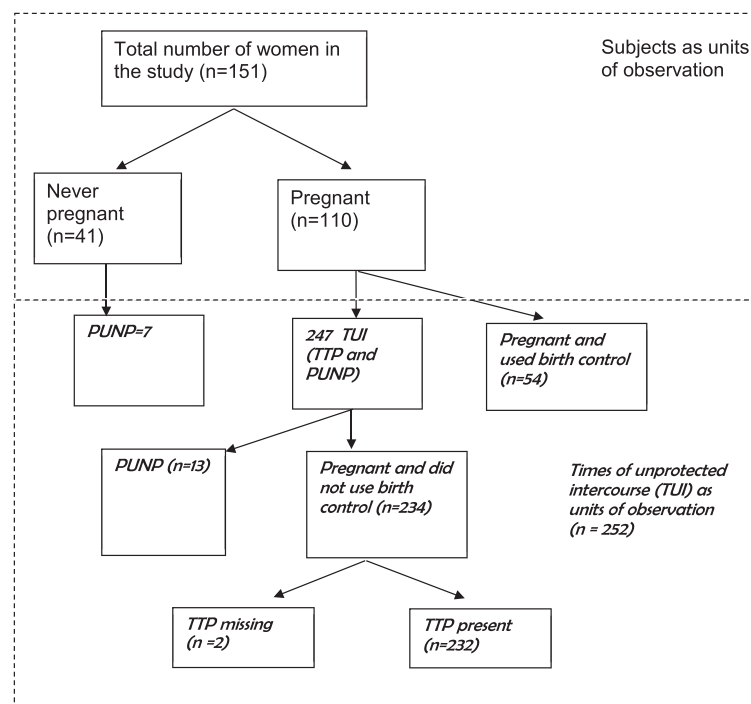 Total number of women in
the study (n=151)
Subjects as units
of observation
Never
pregnant
(n=41)
Pregnant
(n=110)
PUNP=7
247 TUI
(TTP and
PUNP)
Pregnant and
used birth control
(n=54)
PUNP (n=13)
Pregnant and did
not use birth
control (n=234)
Times of unprotected
intercourse (TUI) as
units of observation
(n = 252)
TTP missing
(n =2)
TTP present
(n=232)